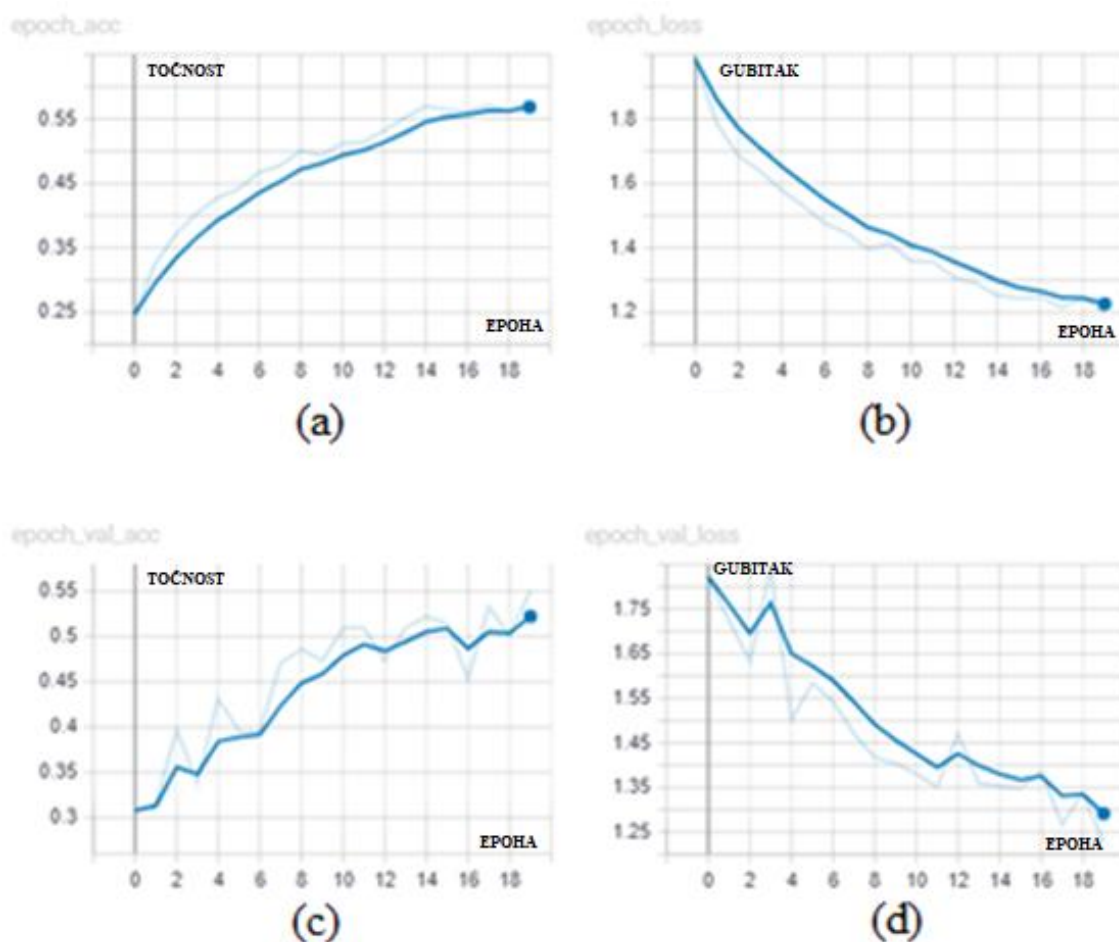 epoch_acc
TOČNOST
0.55
0.45
0.35
0.25
EPOHA
0 2 4 6 8 10 12 14 16 18
(a)
epoch_loss
GUBITAK
1.8
1.6
1.4
1.2
EPOHA
0 2 4 6 8 10 12 14 16 18
(b)
epoch_val_acc
TOČNOST
0.55
0.5
0.45
0.4
0.35
0.3
EPOHA
0 2 4 6 8 10 12 14 16 18
(c)
epoch_val_loss
GUBITAK
1.75
1.65
1.55
1.45
1.35
1.25
EPOHA
0 2 4 6 8 10 12 14 16 18
(d)